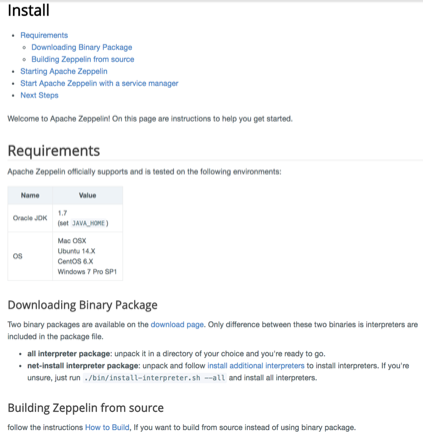 Install
Requirements
Downloading Binary Package
Building Zeppelin from source
Starting Apache Zeppelin
Start Apache Zeppelin with a service manager
Next Steps
Welcome to Apache Zeppelin! On this page are instructions to help you get started.
Requirements
Apache Zeppelin officially supports and is tested on the following environments:
Name Value
Oracle JDK 1.7
(set JAVA_HOME)
OS Mac OSX
Ubuntu 14.X
CentOS 6.X
Windows 7 Pro SP1
Downloading Binary Package
Two binary packages are available on the download page. Only difference between these two binaries is interpreters are
included in the package file.
all interpreter package: unpack it in a directory of your choice and you're ready to go.
net-install interpreter package: unpack and follow install additional interpreters to install interpreters. If you're
unsure, just run ./bin/install-interpreter.sh --all and install all interpreters.
Building Zeppelin from source
follow the instructions How to Build, If you want to build from source instead of using binary package.